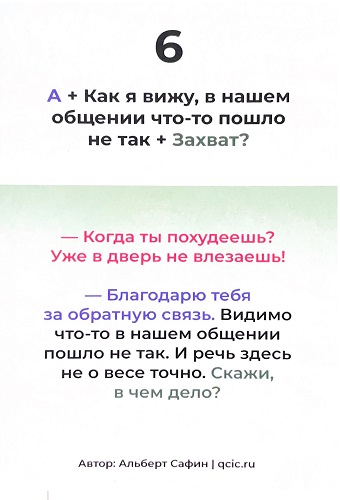 6
А + Как я вижу, в нашем
общении что-то пошло
не так + Захват?
— Когда ты похудеешь?
Уже в дверь не влезаешь!
— Благодарю тебя
за обратную связь. Видимо
что-то в нашем общении
пошло не так. И речь здесь
не о весе точно. Скажи,
в чем дело?
Автор: Альберт Сафин | qcic.ru